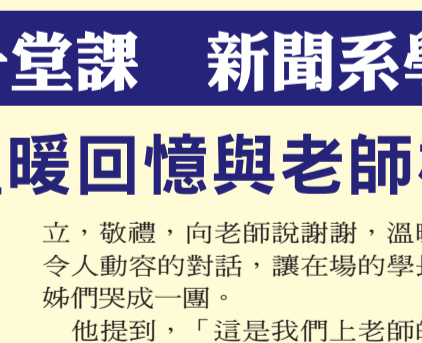 堂課 新聞系
暖回憶與老師
立，敬禮，向老師說謝謝，溫
令人動容的對話，讓在場的學長
姊們哭成一團。
他提到，「這是我們上老師的